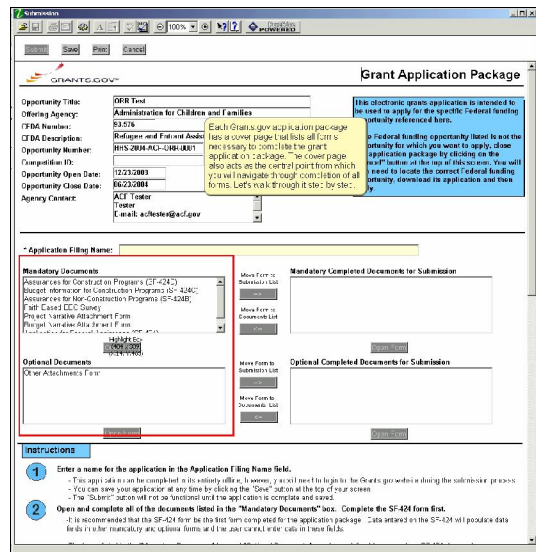 Submission
100%
POWERED
Submit Save Print Cancel
GRANTS.GOV
Grant Application Package
Opportunity Title: ORR Test
Offering Agency: Administration for Children and Families
CFDA Number: 93.576
CFDA Description: Refugee and Entrant Assis
Opportunity Number: HHS-2004-ACF-ORR-0001
Competition ID:
Opportunity Open Date: 12/23/2003
Opportunity Close Date: 06/23/2004
Agency Contact: ACF Tester
Tester
E-mail: acftester@acf.gov
Each Grants.gov application package
has a cover page that lists all forms
necessary to complete the grant
application package. The cover page
also acts as the central point from which
you will navigate through completion of all
forms. Let's walk through it step by step.
This electronic grants application is intended to
be used to apply for the specific Federal funding
opportunity referenced here.
Federal funding opportunity listed is not the
opportunity for which you want to apply, close
application package by clicking on the
button at the top of this screen. You will
need to locate the correct Federal funding
opportunity, download its application and then
* Application Filing Name:
Mandatory Documents
Assurances for Construction Programs (SF-424D)
Budget Information for Construction Programs (SF-424C)
Assurances for Non-Construction Programs (SF-424B)
Faith Based EEO Survey
Project Narrative Attachment Form
Budget Narrative Attachment Form
Move Form to
Submission List
==>
Move Form to
Documents List
<=
Mandatory Completed Documents for Submission
Highlight Box
Open Form
Optional Documents
Other Attachments Form
Move Form to
Submission List
Move Form to
Documents List
<=
Optional Completed Documents for Submission
Open Form
Instructions
1 Enter a name for the application in the Application Filing Name field.
- This application can be completed in its entirety offline; however, you will need to login to the Grants.gov website during the submission process.
- You can save your application at any time by clicking the "Save" button at the top of your screen.
- The "Submit" button will not be functional until the application is complete and saved.
2 Open and complete all of the documents listed in the "Mandatory Documents" box. Complete the SF-424 form first.
- It is recommended that the SF-424 form be the first form completed for the application package. Data entered on the SF-424 will populate data
fields in other mandatory and optional forms and the user cannot enter data in these fields.